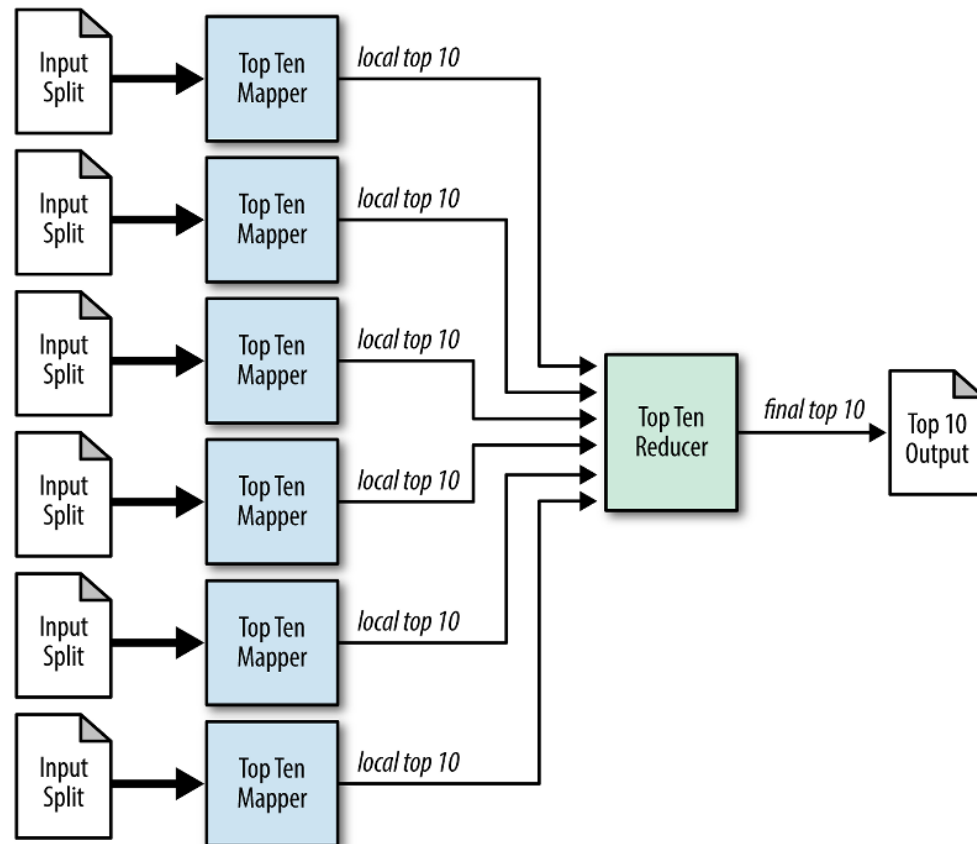 Input
Split
Top Ten
Mapper
local top 10
Input
Split
Top Ten
Mapper
local top 10
Input
Split
Top Ten
Mapper
local top 10
Input
Split
Top Ten
Mapper
local top 10
Input
Split
Top Ten
Mapper
local top 10
Input
Split
Top Ten
Mapper
local top 10
Top Ten
Reducer
final top 10
Top 10
Output